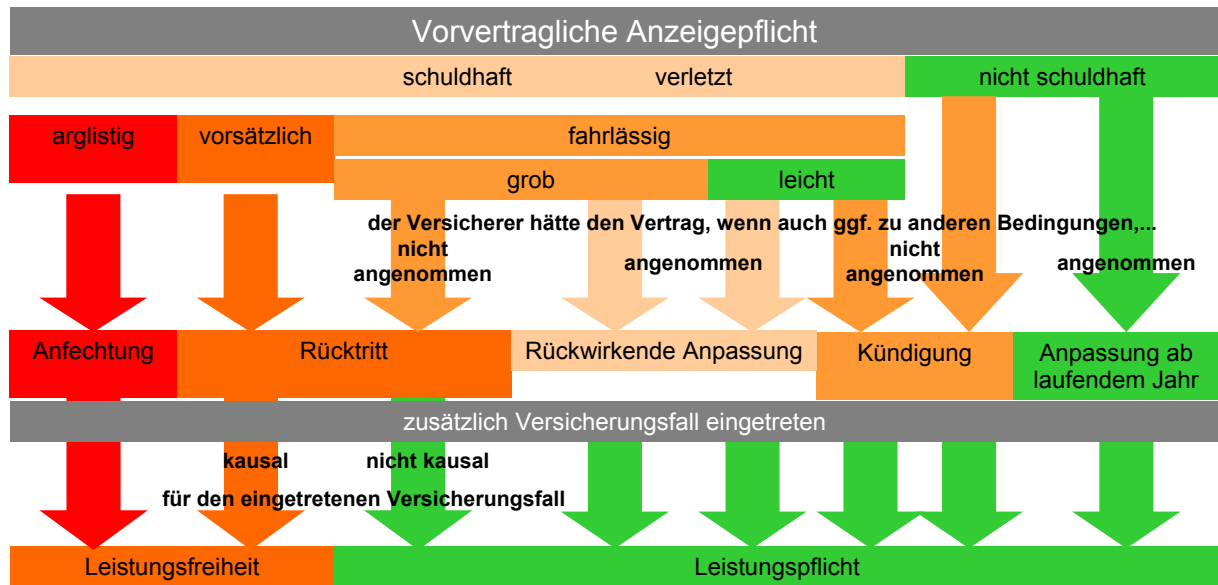 Vorvertragliche Anzeigepflicht
schuldhaft verletzt nicht schuldhaft
arglistig vorsätzlich fahrlässig
grob leicht
der Versicherer hätte den Vertrag, wenn auch ggf. zu anderen Bedingungen,...
nicht
angenommen
angenommen
nicht
angenommen
angenommen
Anfechtung
Rücktritt
Rückwirkende Anpassung
Kündigung
Anpassung ab
laufendem Jahr
zusätzlich Versicherungsfall eingetreten
kausal nicht kausal
für den eingetretenen Versicherungsfall
Leistungsfreiheit Leistungspflicht